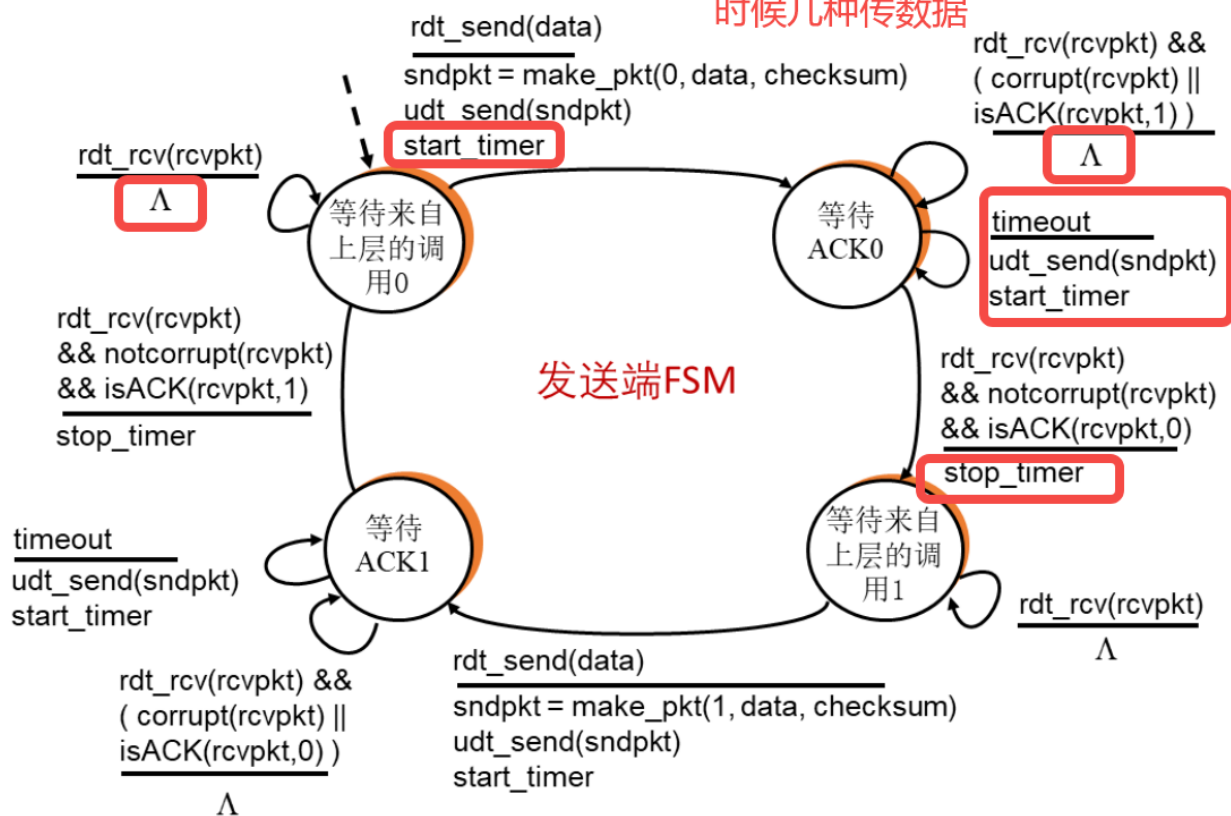 时候几种传数据
rdt_send(data)
sndpkt = make_pkt(0, data, checksum)
udt_send(sndpkt)
start_timer
rdt_rcv(rcvpkt) &&
( corrupt(rcvpkt) ||
isACK(rcvpkt,1) )
Λ
rdt_rcv(rcvpkt)
Λ
等待来自
上层的调
用0
等待
ACK0
timeout
udt_send(sndpkt)
start_timer
rdt_rcv(rcvpkt)
&& notcorrupt(rcvpkt)
&& isACK(rcvpkt,1)
stop_timer
发送端FSM
rdt_rcv(rcvpkt)
&& notcorrupt(rcvpkt)
&& isACK(rcvpkt,0)
stop_timer
等待
ACK1
等待来自
上层的调
用1
timeout
udt_send(sndpkt)
start_timer
rdt_rcv(rcvpkt)
Λ
rdt_rcv(rcvpkt) &&
( corrupt(rcvpkt) ||
isACK(rcvpkt,0) )
Λ
rdt_send(data)
sndpkt = make_pkt(1, data, checksum)
udt_send(sndpkt)
start_timer